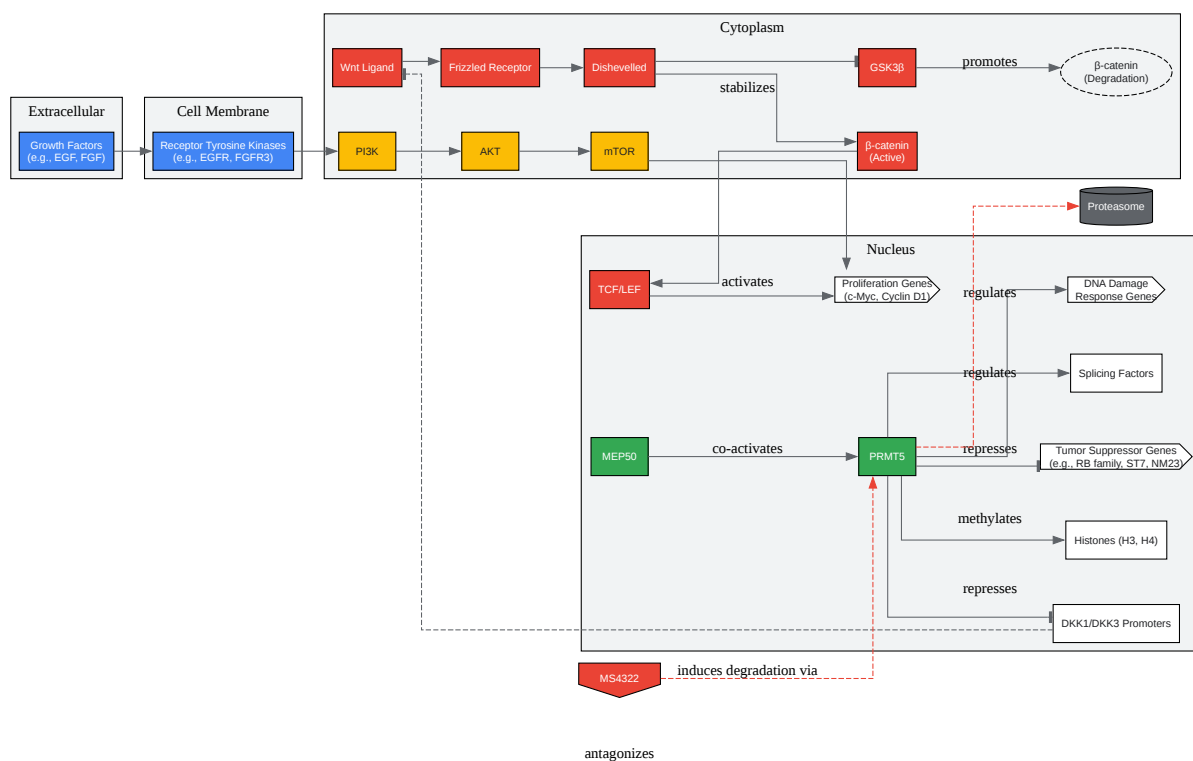 Cytoplasm
Wnt Ligand
Frizzled Receptor
Dishevelled
GSK3β
promotes
β-catenin
(Degradation)
stabilizes
Extracellular
Growth Factors
(e.g., EGF, FGF)
Cell Membrane
Receptor Tyrosine Kinases
(e.g., EGFR, FGFR3)
PI3K
AKT
mTOR
β-catenin
(Active)
Proteasome
Nucleus
TCF/LEF
activates
Proliferation Genes
(c-Myc, Cyclin D1)
regulates
DNA Damage
Response Genes
regulates
Splicing Factors
MEP50
co-activates
PRMT5
represses
Tumor Suppressor Genes
(e.g., RB family, ST7, NM23)
methylates
Histones (H3, H4)
represses
DKK1/DKK3 Promoters
MS4322
induces degradation via
antagonizes